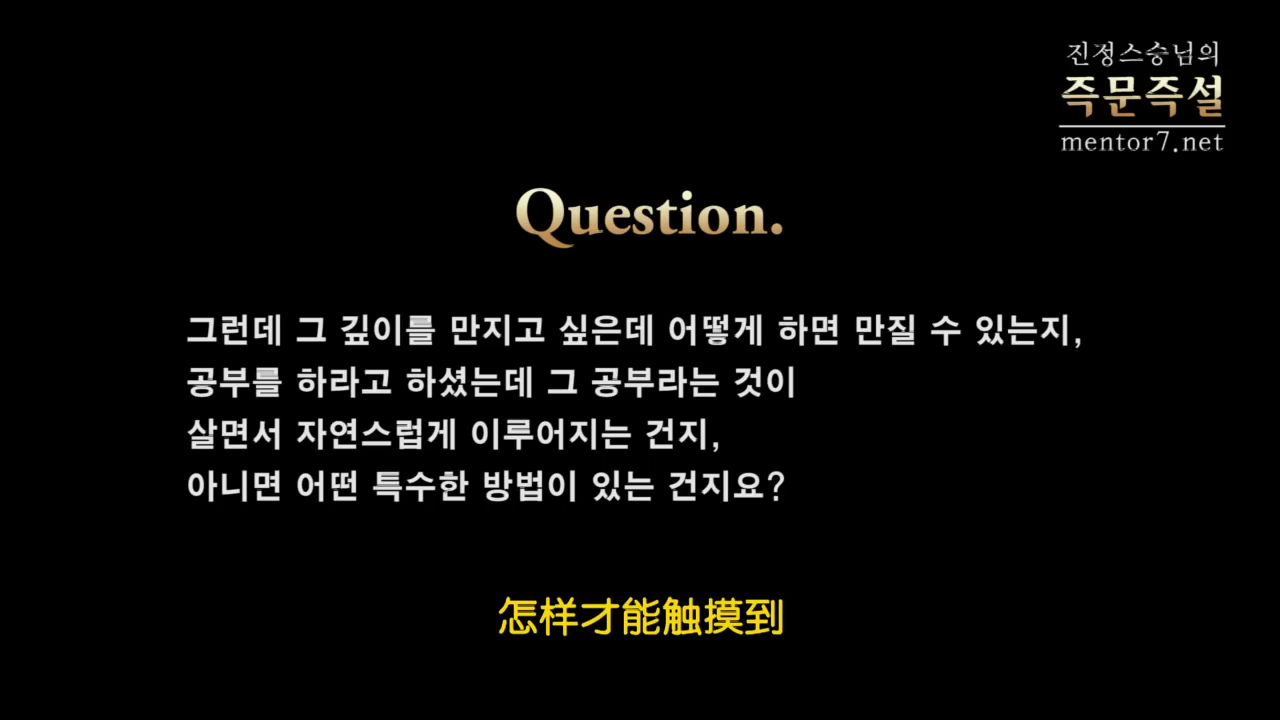 진정스승님의
즉문즉설
mentor7.net
Question.
그런데 그 깊이를 만지고 싶은데 어떻게 하면 만질 수 있는지,
공부를 하라고 하셨는데 그 공부라는 것이
살면서 자연스럽게 이루어지는 건지,
아니면 어떤 특수한 방법이 있는 건지요?
怎样才能触摸到